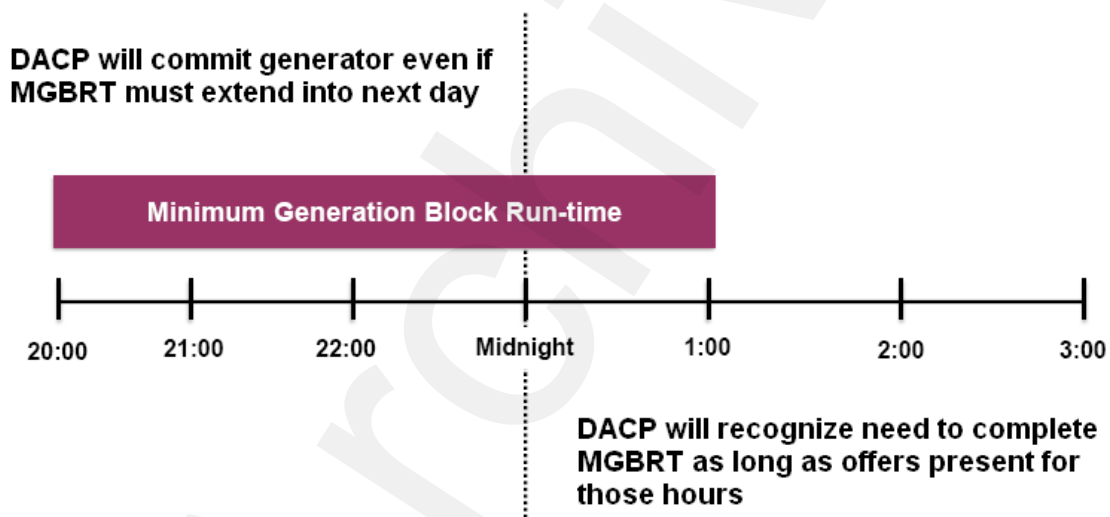 DACP will commit generator even if
MGBRT must extend into next day
Minimum Generation Block Run-time
20:00 21:00 22:00 Midnight 1:00 2:00 3:00
DACP will recognize need to complete
MGBRT as long as offers present for
those hours